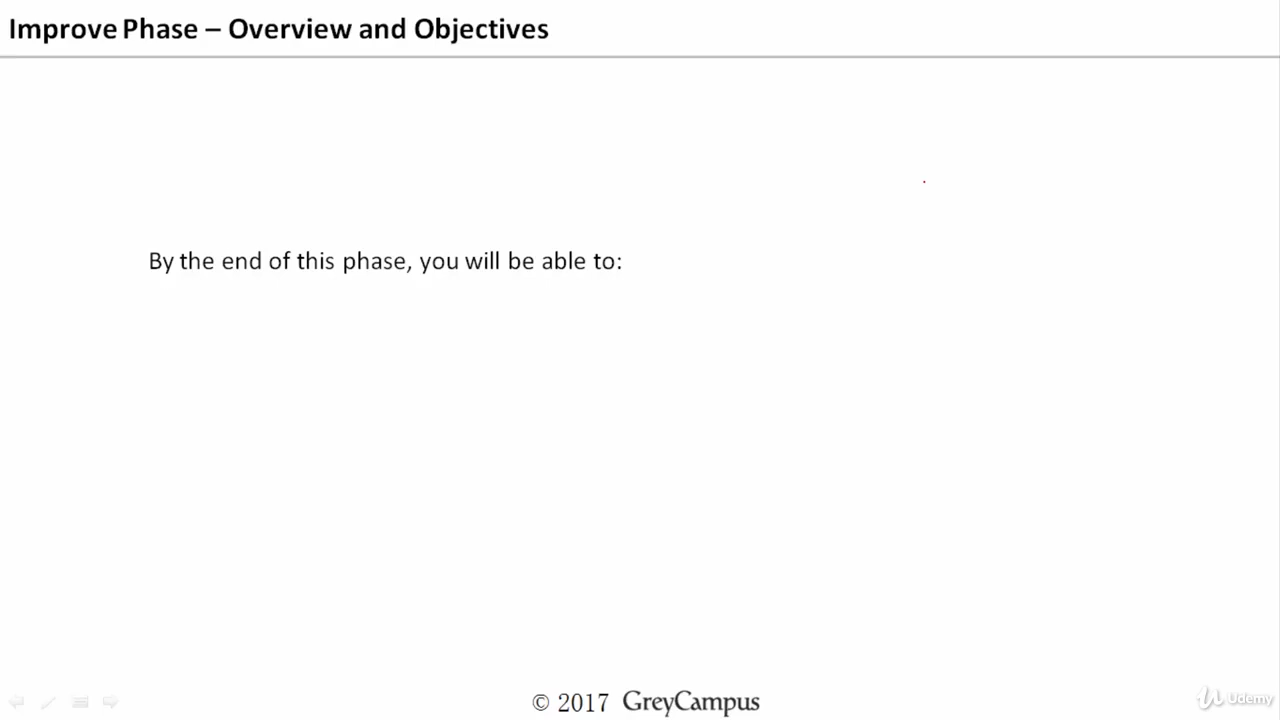 Improve Phase – Overview and Objectives
By the end of this phase, you will be able to:
© 2017 GreyCampus
Udemy